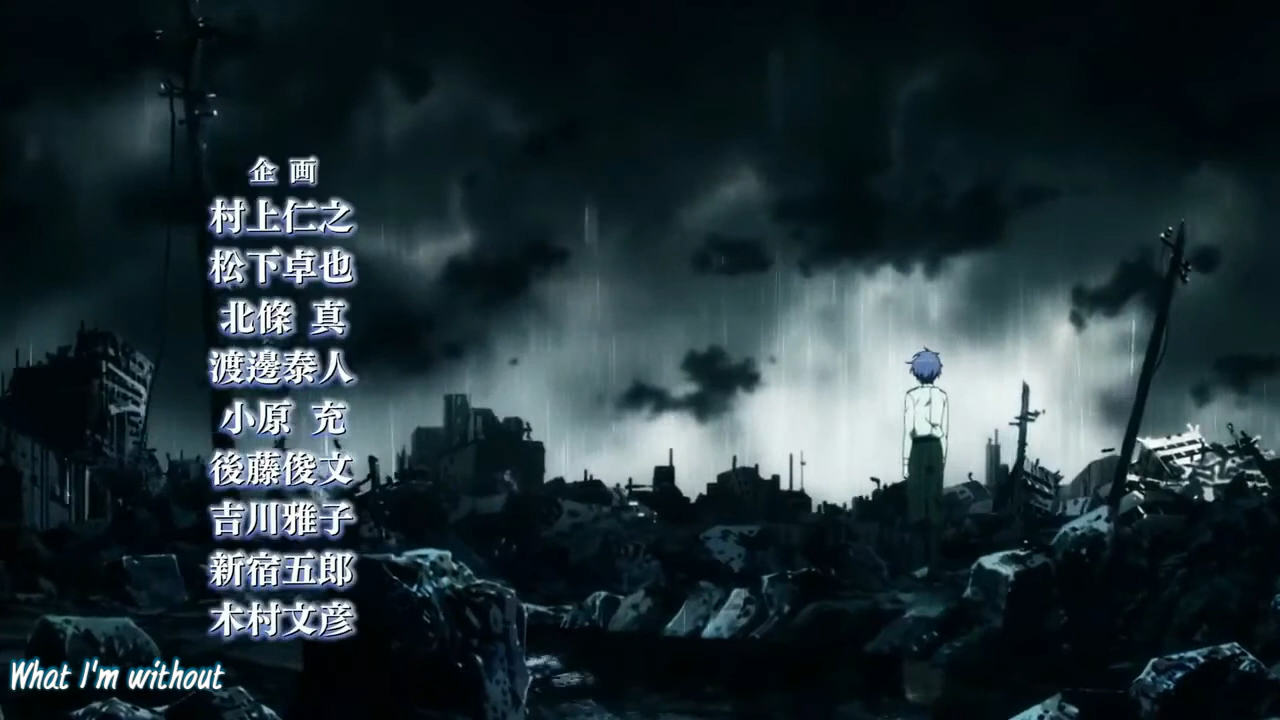 企 画
村上仁之
松下卓也
北條 真
渡邊泰人
小原 充
後藤俊文
吉川雅子
新宿五郎
木村文彦
What I'm without